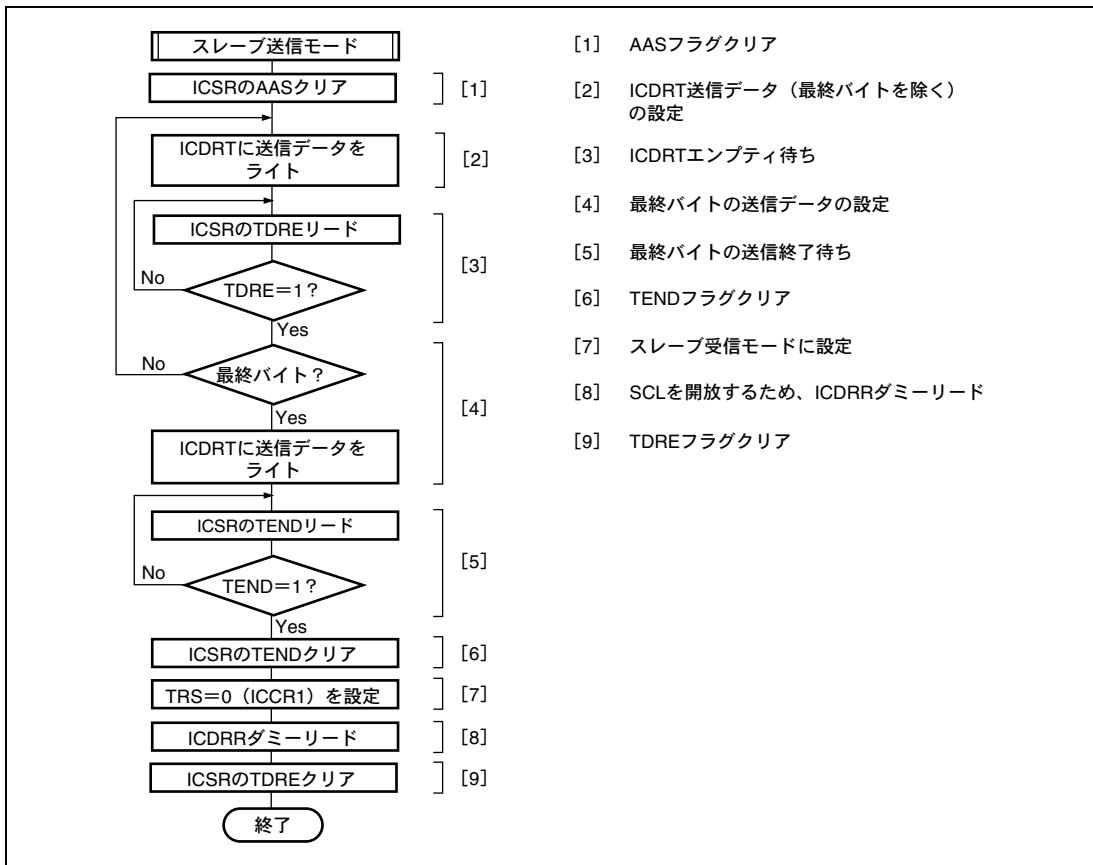 スレーブ送信モード
ICSRのAASクリア
[1]
ICDRTに送信データを
ライト
[2]
ICSRのTDREリード
[3]
No
TDRE=1?
Yes
No
最終バイト?
[4]
Yes
ICDRTに送信データを
ライト
ICSRのTENDリード
[5]
No
TEND=1?
Yes
ICSRのTENDクリア
[6]
TRS=0(ICCR1)を設定
[7]
ICDRRダミーリード
[8]
ICSRのTDREクリア
[9]
終了
[1] AASフラグクリア
[2] ICDRT送信データ(最終バイトを除く)
の設定
[3] ICDRTエンプティ待ち
[4] 最終バイトの送信データの設定
[5] 最終バイトの送信終了待ち
[6] TENDフラグクリア
[7] スレーブ受信モードに設定
[8] SCLを開放するため、ICDRRダミーリード
[9] TDREフラグクリア